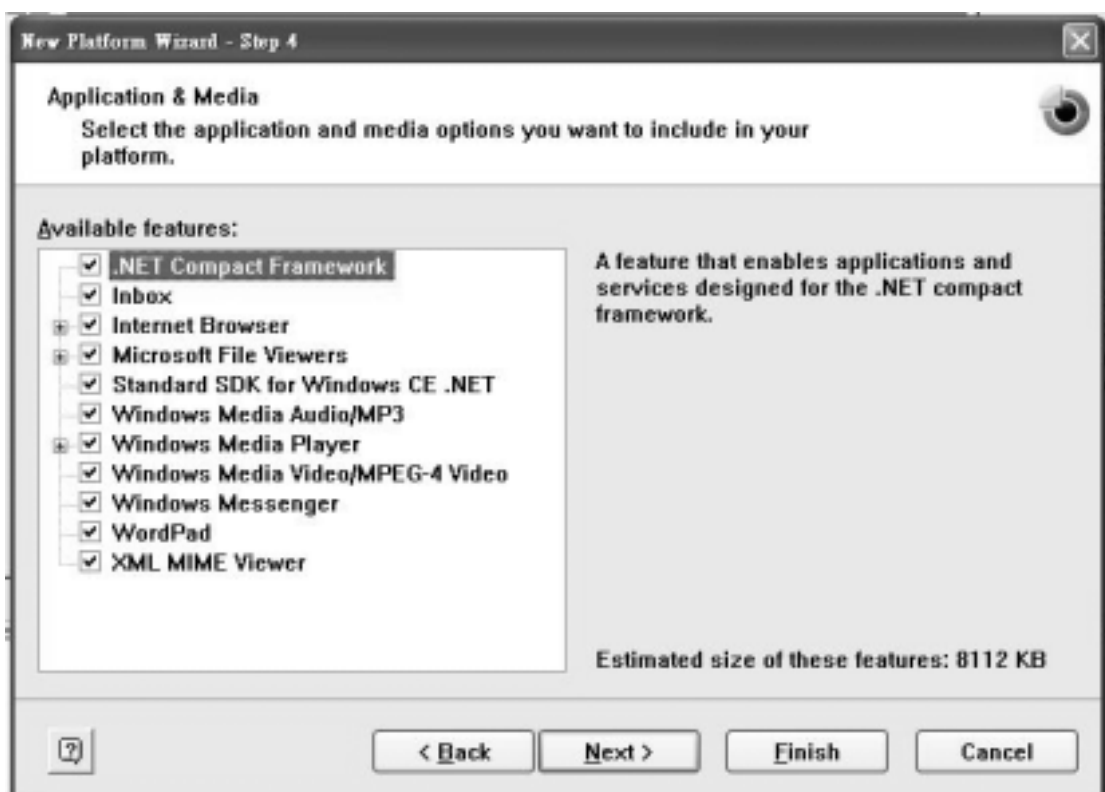 New Platform Wizard - Step 4
Application & Media
Select the application and media options you want to include in your
platform.
Available features:
.NET Compact Framework
Inbox
Internet Browser
Microsoft File Viewers
Standard SDK for Windows CE .NET
Windows Media Audio/MP3
Windows Media Player
Windows Media Video/MPEG-4 Video
Windows Messenger
WordPad
XML MIME Viewer
A feature that enables applications and
services designed for the .NET compact
framework.
Estimated size of these features: 8112 KB
?
< Back
Next >
Finish
Cancel